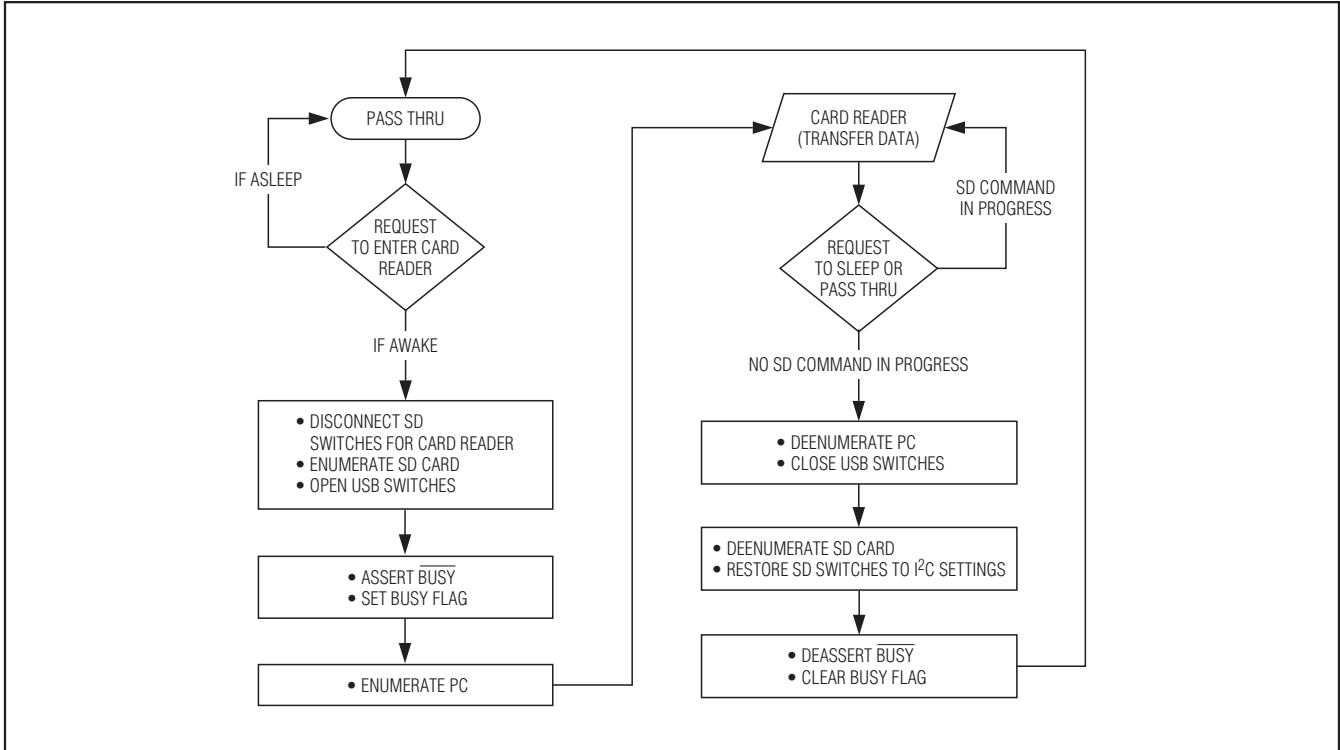 PASS THRU
IF ASLEEP
REQUEST
TO ENTER CARD
READER
IF AWAKE
• DISCONNECT SD
SWITCHES FOR CARD READER
• ENUMERATE SD CARD
• OPEN USB SWITCHES
• ASSERT B̅U̅S̅Y̅
• SET BUSY FLAG
• ENUMERATE PC
CARD READER
(TRANSFER DATA)
SD COMMAND
IN PROGRESS
REQUEST
TO SLEEP OR
PASS THRU
NO SD COMMAND IN PROGRESS
• DEENUMERATE PC
• CLOSE USB SWITCHES
• DEENUMERATE SD CARD
• RESTORE SD SWITCHES TO I²C SETTINGS
• DEASSERT B̅U̅S̅Y̅
• CLEAR BUSY FLAG